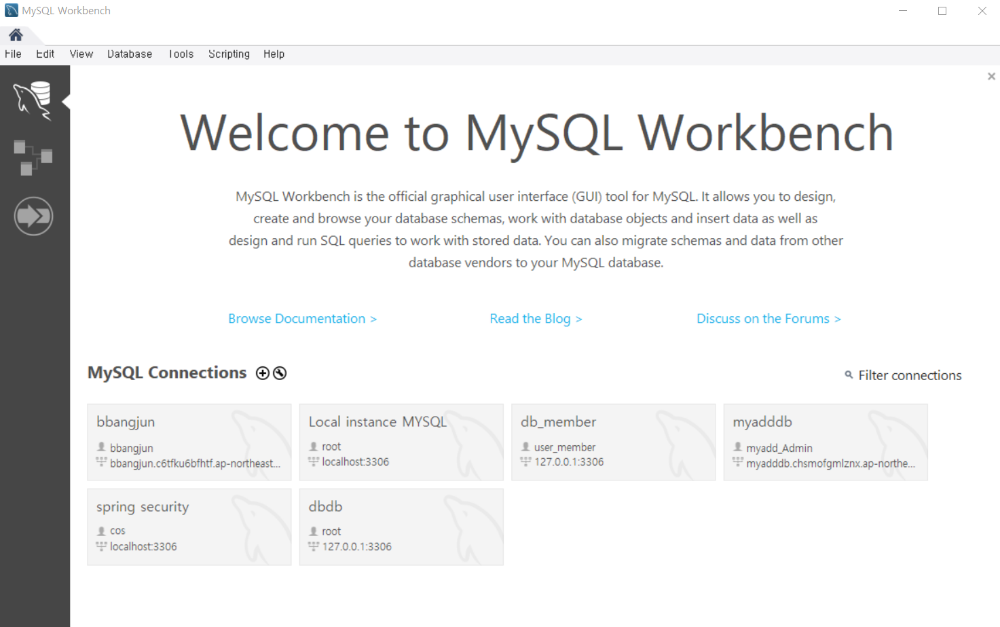 MySQL Workbench
File Edit View Database Tools Scripting Help
Welcome to MySQL Workbench
MySQL Workbench is the official graphical user interface (GUI) tool for MySQL. It allows you to design,
create and browse your database schemas, work with database objects and insert data as well as
design and run SQL queries to work with stored data. You can also migrate schemas and data from other
database vendors to your MySQL database.
Browse Documentation > Read the Blog > Discuss on the Forums >
MySQL Connections
Filter connections
bbangjun
bbangjun
bbangjun.c6tfku6bfhtf.ap-northeast...
Local instance MYSQL
root
localhost:3306
db_member
user_member
127.0.0.1:3306
myadddb
myadd_Admin
myadddb.chsmofgmlznx.ap-northe...
spring security
cos
localhost:3306
dbdb
root
127.0.0.1:3306